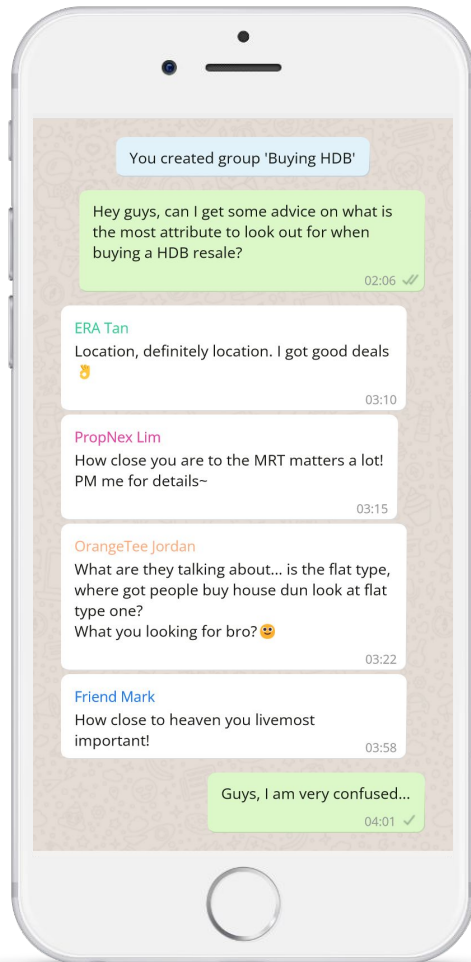 You created group 'Buying HDB'
Hey guys, can I get some advice on what is
the most attribute to look out for when
buying a HDB resale?
02:06
ERA Tan
Location, definitely location. I got good deals
👌
03:10
PropNex Lim
How close you are to the MRT matters a lot!
PM me for details~
03:15
OrangeTee Jordan
What are they talking about... is the flat type,
where got people buy house dun look at flat
type one?
What you looking for bro?🙂
03:22
Friend Mark
How close to heaven you livemost
important!
03:58
Guys, I am very confused...
04:01